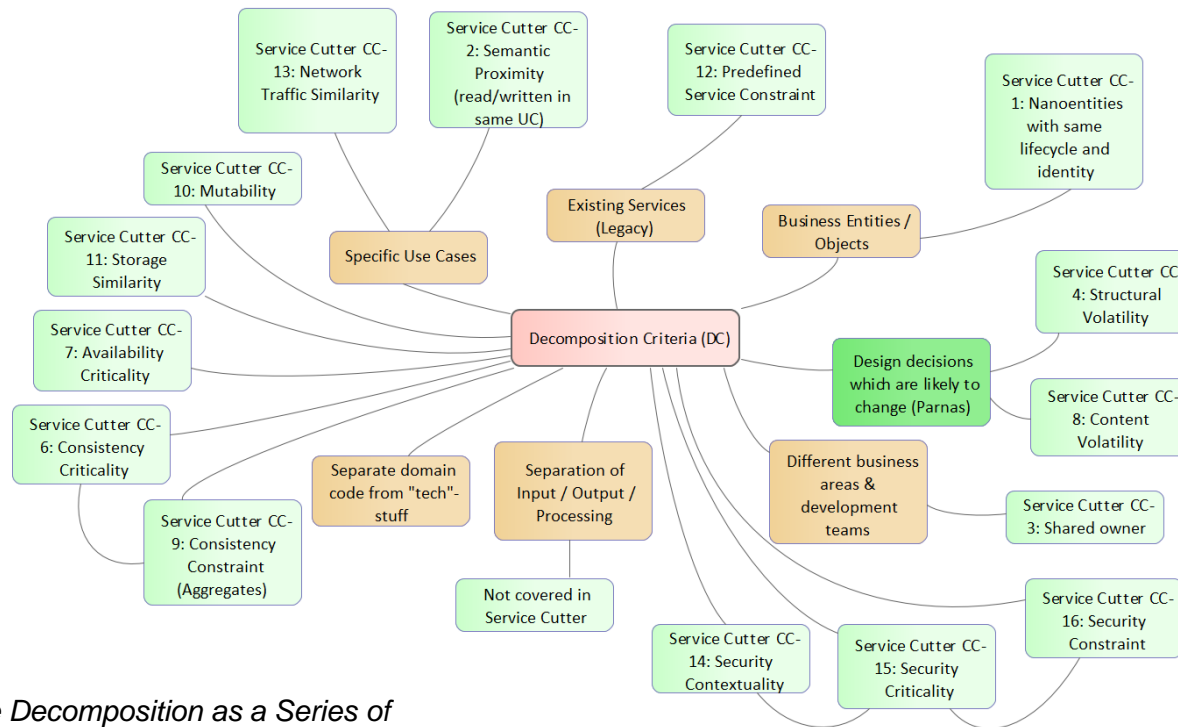 Service Cutter CC-
13: Network
Traffic Similarity
Service Cutter CC-
2: Semantic
Proximity
(read/written in
same UC)
Service Cutter CC-
12: Predefined
Service Constraint
Service Cutter CC-
1: Nanoentities
with same
lifecycle and
identity
Service Cutter CC-
10: Mutability
Existing Services
(Legacy)
Business Entities /
Objects
Service Cutter CC-
11: Storage
Similarity
Specific Use Cases
Service Cutter CC
4: Structural
Volatility
Service Cutter CC-
7: Availability
Criticality
Decomposition Criteria (DC)
Design decisions
which are likely to
change (Parnas)
Service Cutter CC-
8: Content
Volatility
Service Cutter CC-
6: Consistency
Criticality
Separate domain
code from "tech"-
stuff
Separation of
Input / Output /
Processing
Different business
areas &
development
teams
Service Cutter CC-
3: Shared owner
Service Cutter CC-
9: Consistency
Constraint
(Aggregates)
Not covered in
Service Cutter
Service Cutter CC-
14: Security
Contextuality
Service Cutter CC-
15: Security
Criticality
Service Cutter CC-
16: Security
Constraint
Decomposition as a Series of